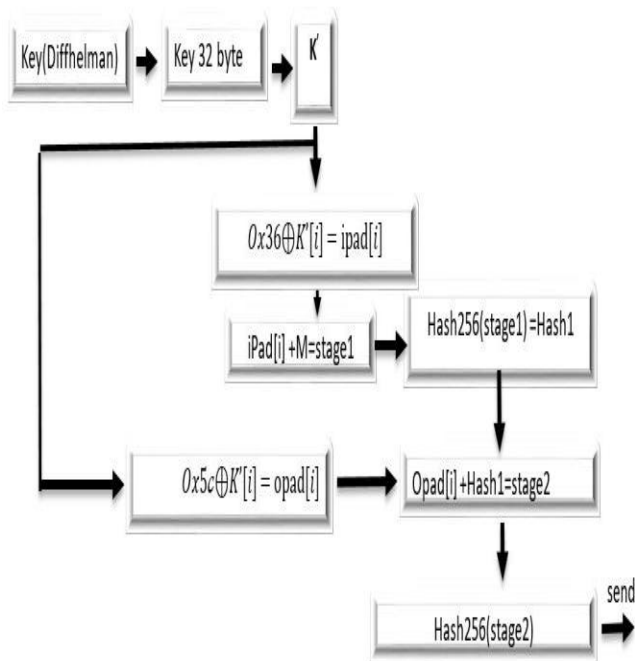 Key(Diffhelman)
Key 32 byte
K'
0x36⊕K'[i] = ipad[i]
iPad[i] +M=stage1
Hash256(stage1) =Hash1
0x5c⊕K'[i] = opad[i]
Opad[i] +Hash1=stage2
send
Hash256(stage2)